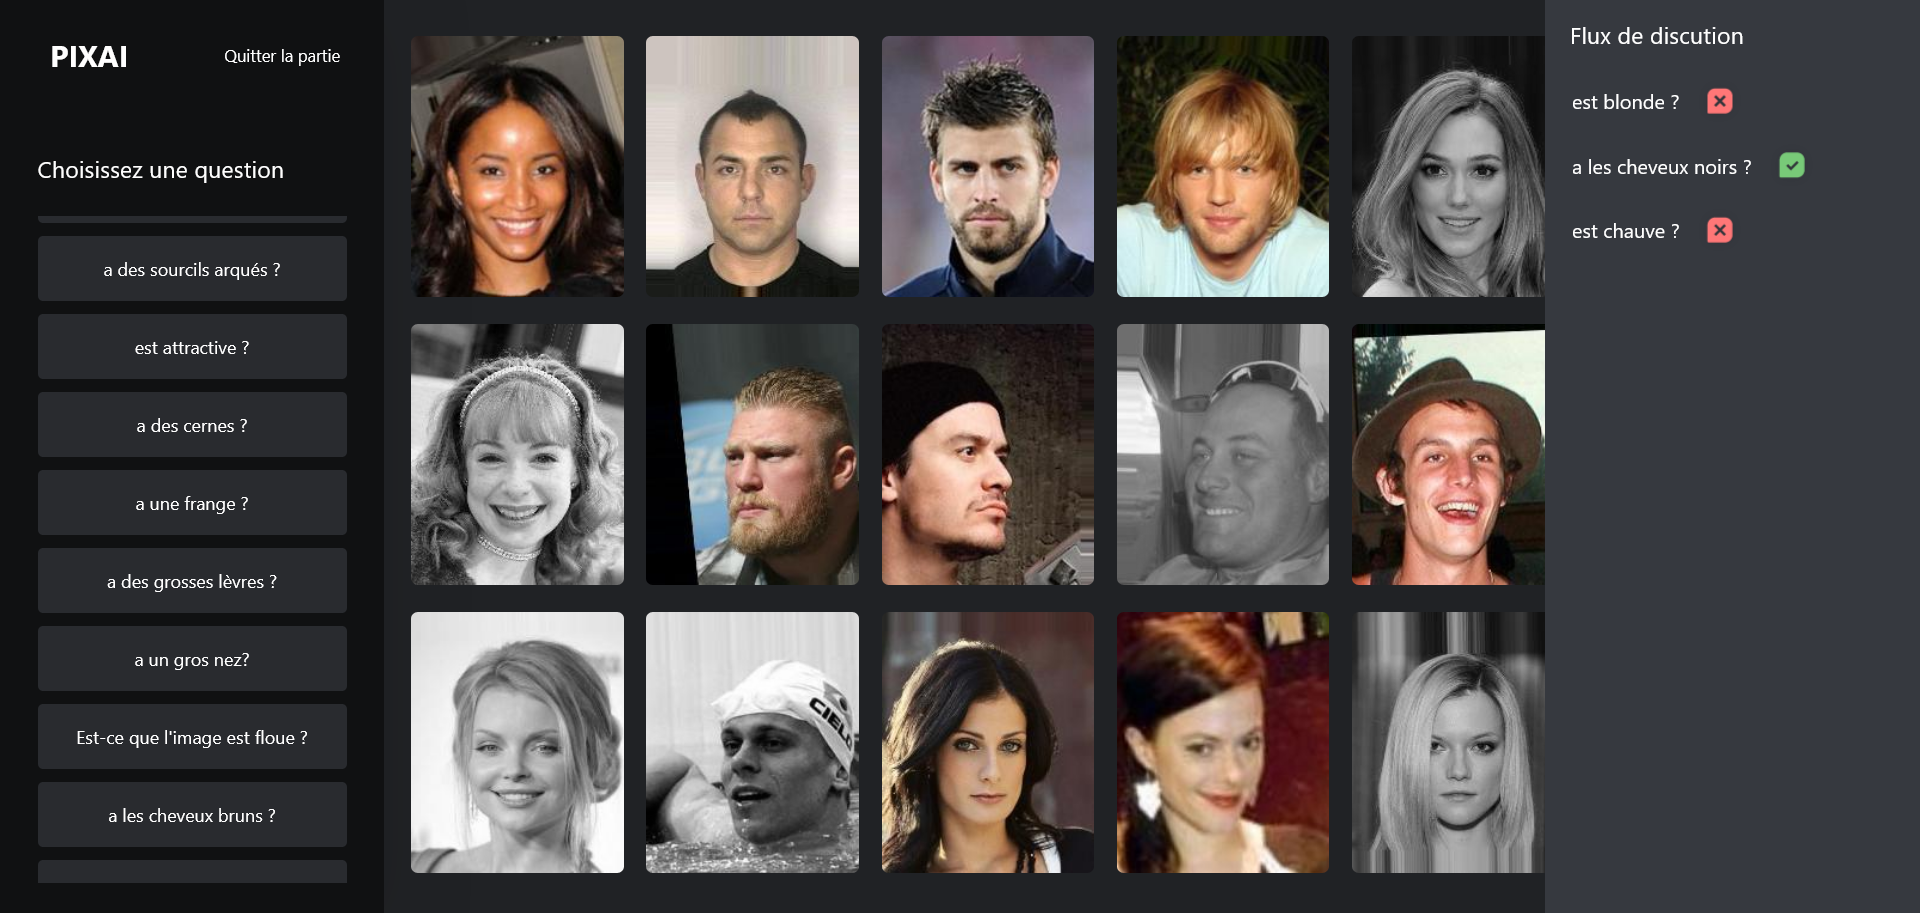 PIXAI
Quitter la partie
Choisissez une question
a des sourcils arqués ?
est attractive ?
a des cernes ?
a une frange ?
a des grosses lèvres ?
a un gros nez?
Est-ce que l'image est floue ?
a les cheveux bruns ?
CIELO
Flux de discution
est blonde ?
a les cheveux noirs ?
est chauve ?